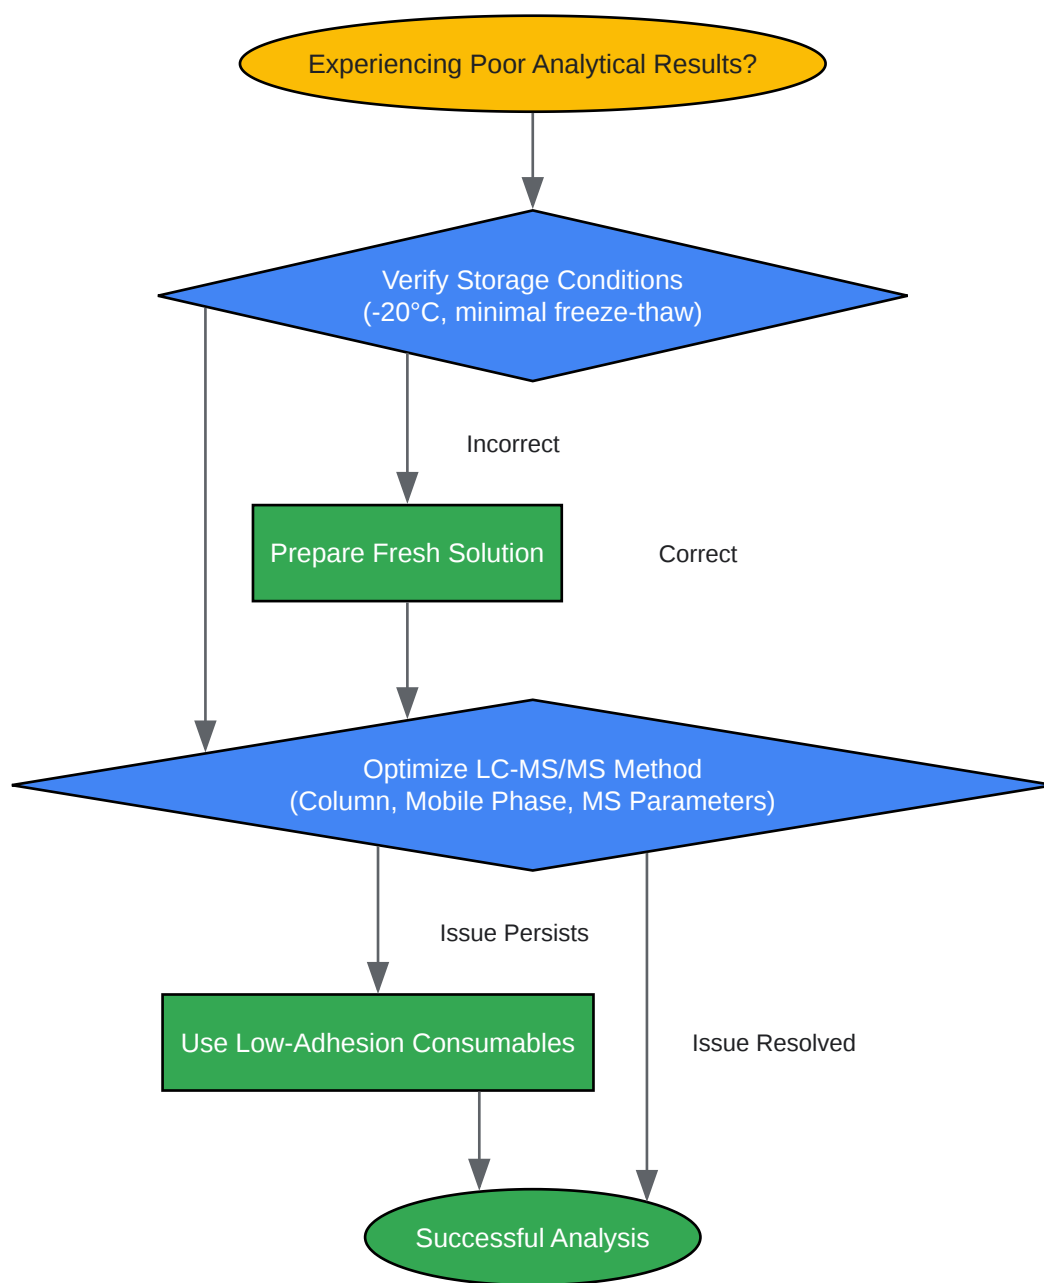 Experiencing Poor Analytical Results?
Verify Storage Conditions
(-20°C, minimal freeze-thaw)
Incorrect
Prepare Fresh Solution
Correct
Optimize LC-MS/MS Method
(Column, Mobile Phase, MS Parameters)
Issue Persists
Use Low-Adhesion Consumables
Issue Resolved
Successful Analysis